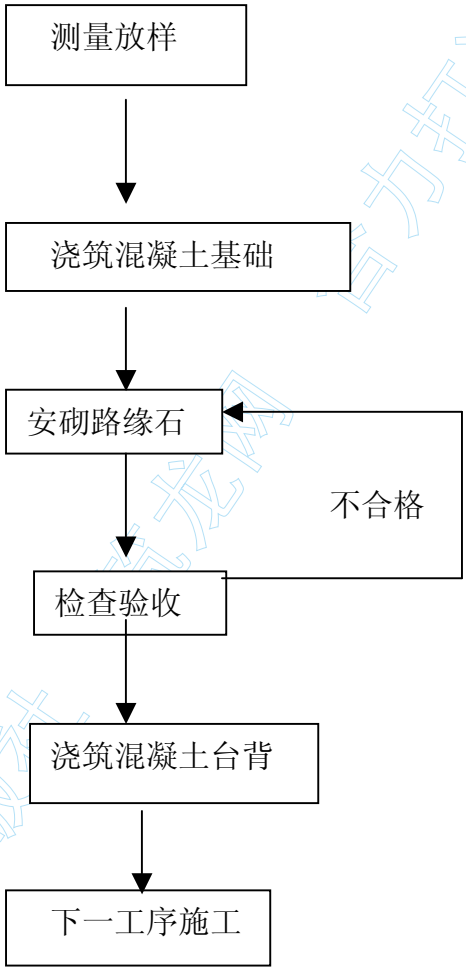 测量放样
浇筑混凝土基础
安砌路缘石
不合格
检查验收
浇筑混凝土台背
下一工序施工